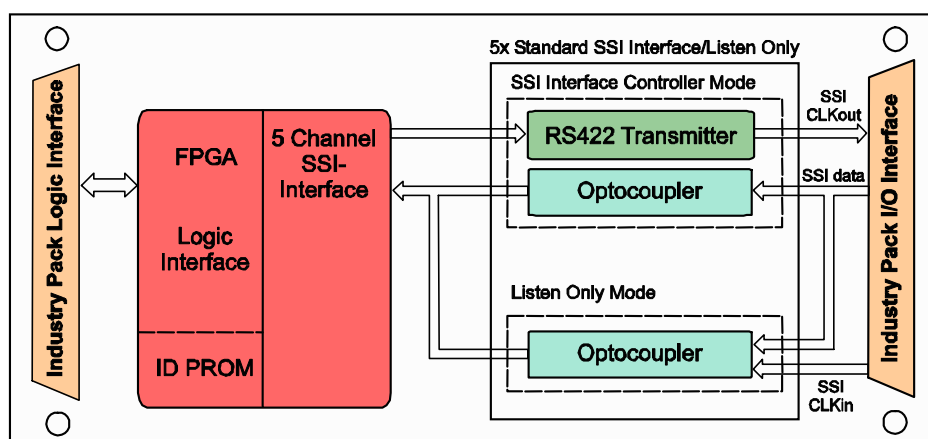 5x Standard SSI Interface/Listen Only
SSI Interface Controller Mode
Industry Pack Logic Interface
FPGA
Logic
Interface
ID PROM
5 Channel
SSI-
Interface
RS422 Transmitter
Optocoupler
SSI
CLKout
SSI data
Listen Only Mode
Optocoupler
SSI
CLKin
Industry Pack I/O Interface